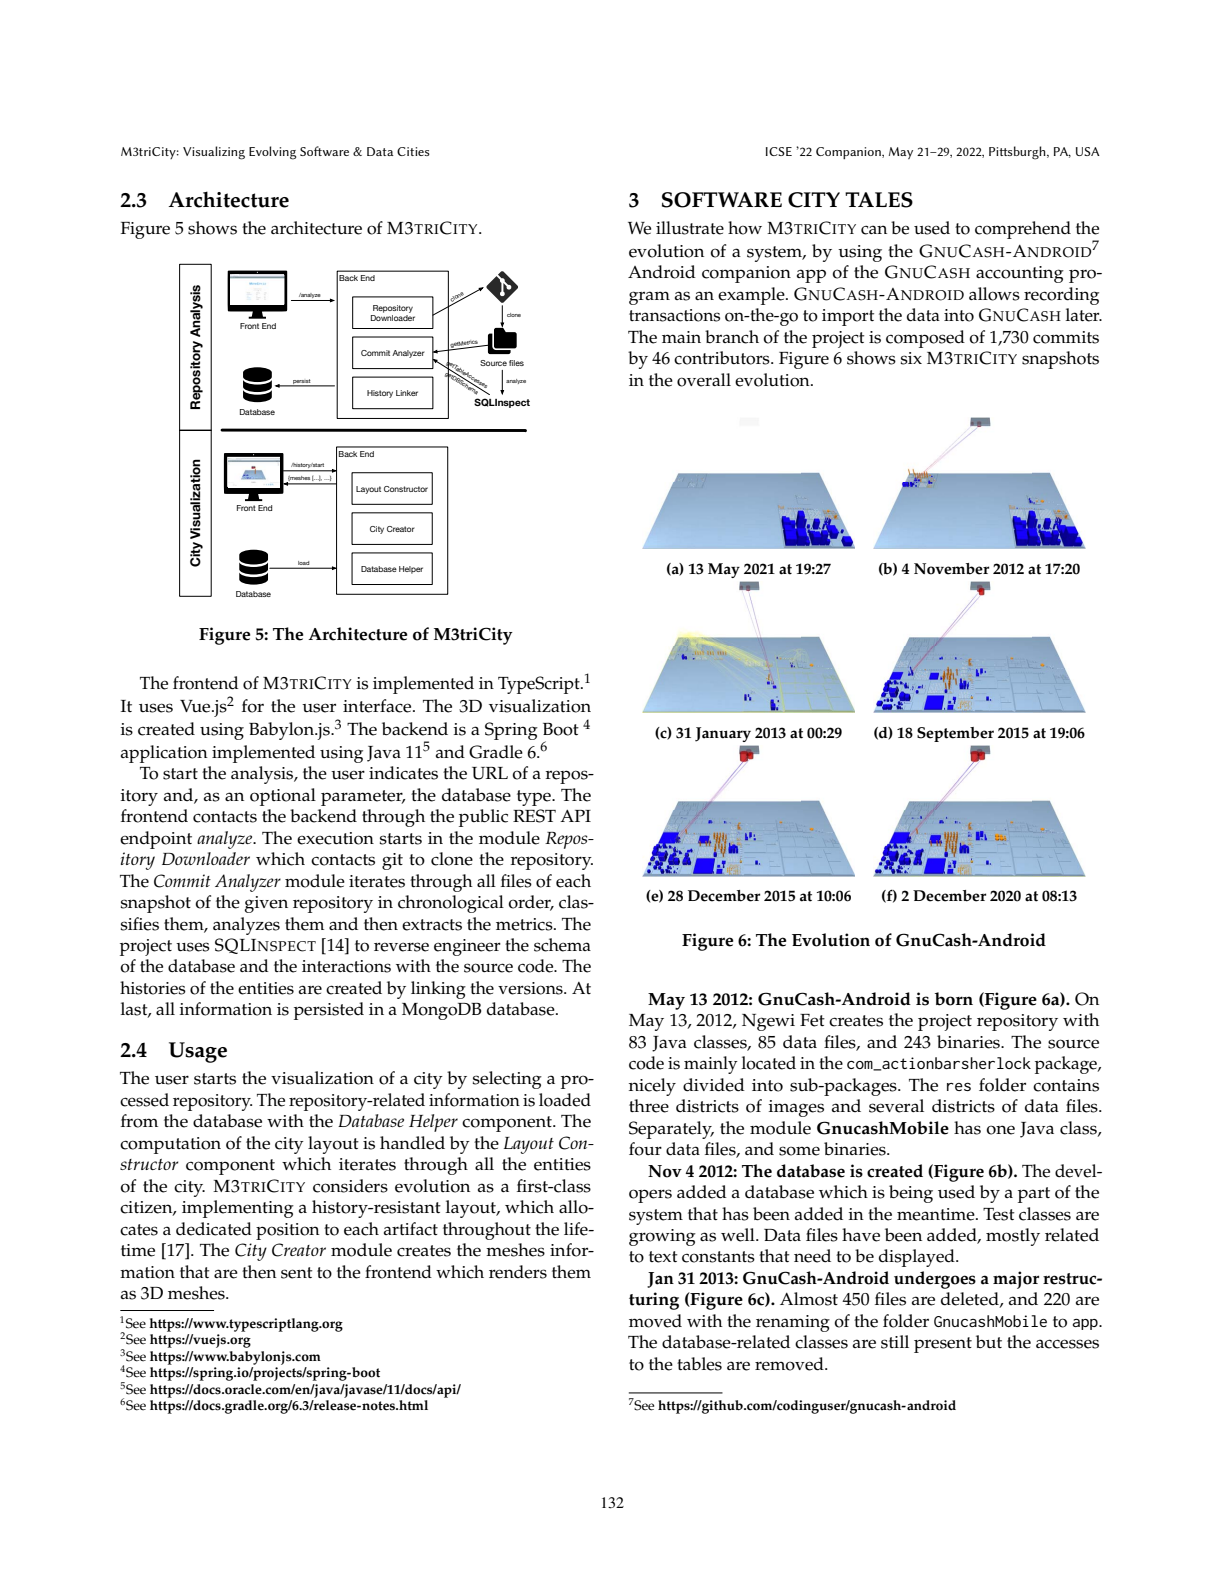 M3triCity: Visualizing Evolving Software & Data Cities
ICSE ’22 Companion, May 21–29, 2022, Pittsburgh, PA, USA
2.3 Architecture
Figure 5 shows the architecture of M3TRICITY.
Repository Analysis
Front End
/analyze
Back End
Repository
Downloader
Commit Analyzer
History Linker
clone
clone
getMetrics
Source files
getTableAccesses
getDBSchema
analyze
SQLInspect
persist
Database
City Visualization
Front End
/history/start
{meshes [...], ...}
Back End
Layout Constructor
City Creator
Database Helper
load
Database
Figure 5: The Architecture of M3triCity
The frontend of M3TRICITY is implemented in TypeScript.1
It uses Vue.js2 for the user interface. The 3D visualization
is created using Babylon.js.3 The backend is a Spring Boot 4
application implemented using Java 115 and Gradle 6.6
To start the analysis, the user indicates the URL of a repos-
itory and, as an optional parameter, the database type. The
frontend contacts the backend through the public REST API
endpoint analyze. The execution starts in the module Repos-
itory Downloader which contacts git to clone the repository.
The Commit Analyzer module iterates through all files of each
snapshot of the given repository in chronological order, clas-
sifies them, analyzes them and then extracts the metrics. The
project uses SQLINSPECT [14] to reverse engineer the schema
of the database and the interactions with the source code. The
histories of the entities are created by linking the versions. At
last, all information is persisted in a MongoDB database.
2.4 Usage
The user starts the visualization of a city by selecting a pro-
cessed repository. The repository-related information is loaded
from the database with the Database Helper component. The
computation of the city layout is handled by the Layout Con-
structor component which iterates through all the entities
of the city. M3TRICITY considers evolution as a first-class
citizen, implementing a history-resistant layout, which allo-
cates a dedicated position to each artifact throughout the life-
time [17]. The City Creator module creates the meshes infor-
mation that are then sent to the frontend which renders them
as 3D meshes.
1See https://www.typescriptlang.org
2See https://vuejs.org
3See https://www.babylonjs.com
4See https://spring.io/projects/spring-boot
5See https://docs.oracle.com/en/java/javase/11/docs/api/
6See https://docs.gradle.org/6.3/release-notes.html
3 SOFTWARE CITY TALES
We illustrate how M3TRICITY can be used to comprehend the
evolution of a system, by using the GNUCASH-ANDROID7
Android companion app of the GNUCASH accounting pro-
gram as an example. GNUCASH-ANDROID allows recording
transactions on-the-go to import the data into GNUCASH later.
The main branch of the project is composed of 1,730 commits
by 46 contributors. Figure 6 shows six M3TRICITY snapshots
in the overall evolution.
(a) 13 May 2021 at 19:27
(b) 4 November 2012 at 17:20
(c) 31 January 2013 at 00:29
(d) 18 September 2015 at 19:06
(e) 28 December 2015 at 10:06
(f) 2 December 2020 at 08:13
Figure 6: The Evolution of GnuCash-Android
May 13 2012: GnuCash-Android is born (Figure 6a). On
May 13, 2012, Ngewi Fet creates the project repository with
83 Java classes, 85 data files, and 243 binaries. The source
code is mainly located in the com_actionbarsherlock package,
nicely divided into sub-packages. The res folder contains
three districts of images and several districts of data files.
Separately, the module GnucashMobile has one Java class,
four data files, and some binaries.
Nov 4 2012: The database is created (Figure 6b). The devel-
opers added a database which is being used by a part of the
system that has been added in the meantime. Test classes are
growing as well. Data files have been added, mostly related
to text constants that need to be displayed.
Jan 31 2013: GnuCash-Android undergoes a major restruc-
turing (Figure 6c). Almost 450 files are deleted, and 220 are
moved with the renaming of the folder GnucashMobile to app.
The database-related classes are still present but the accesses
to the tables are removed.
7See https://github.com/codinguser/gnucash-android
132